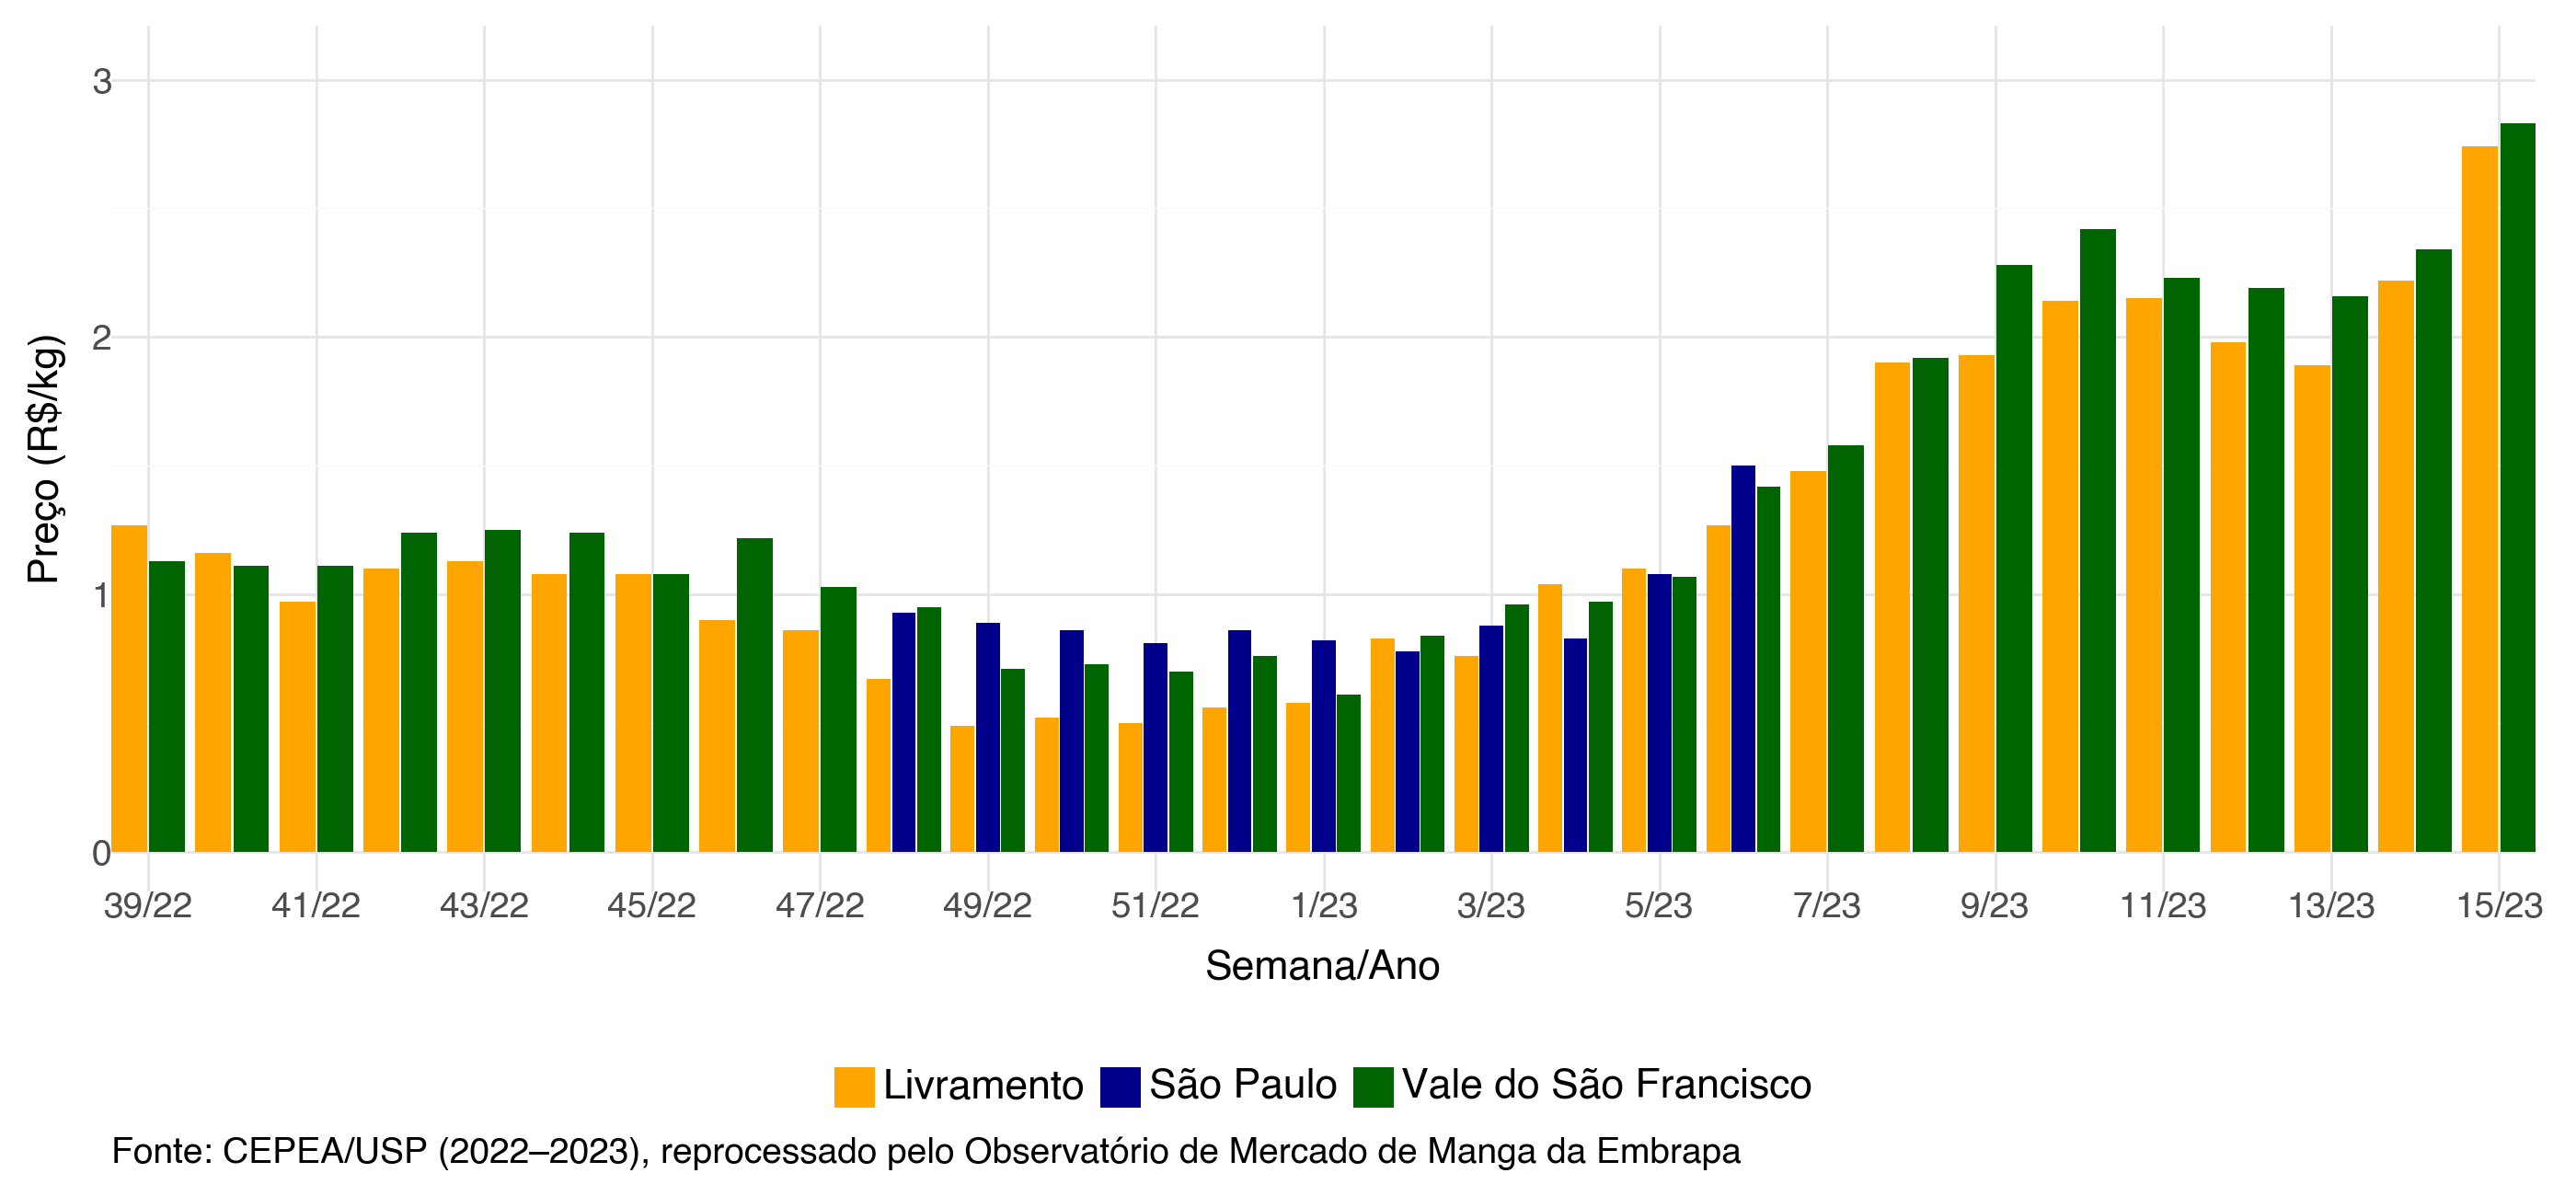 Preço (R$/kg)
3
2
1
0
39/22 41/22 43/22 45/22 47/22 49/22 51/22 1/23 3/23 5/23 7/23 9/23 11/23 13/23 15/23
Semana/Ano
Livramento São Paulo Vale do São Francisco
Fonte: CEPEA/USP (2022–2023), reprocessado pelo Observatório de Mercado de Manga da Embrapa